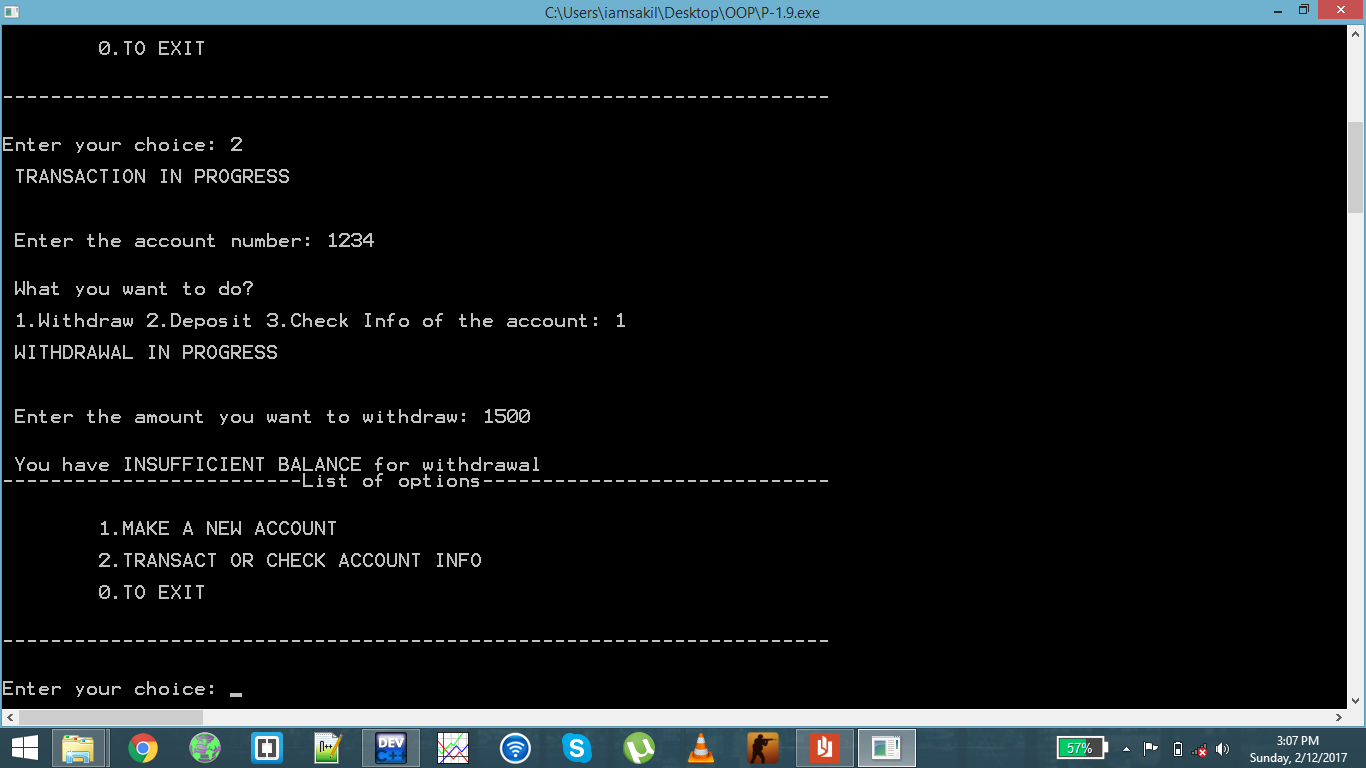 C:\Users\iamsakil\Desktop\OOP\P-1.9.exe
0.TO EXIT
---------------------------------------------------------------------
Enter your choice: 2
TRANSACTION IN PROGRESS
Enter the account number: 1234
What you want to do?
1.Withdraw 2.Deposit 3.Check Info of the account: 1
WITHDRAWAL IN PROGRESS
Enter the amount you want to withdraw: 1500
You have INSUFFICIENT BALANCE for withdrawal
-------------------------List of options-----------------------------
1.MAKE A NEW ACCOUNT
2.TRANSACT OR CHECK ACCOUNT INFO
0.TO EXIT
---------------------------------------------------------------------
Enter your choice: _
N++
DEV
C++
S
57%
3:07 PM
Sunday, 2/12/2017